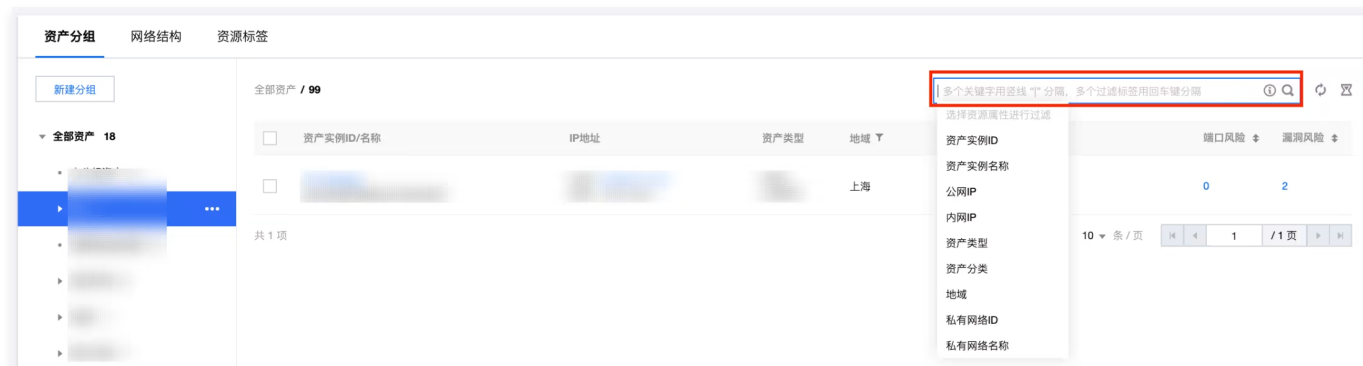 资产分组 网络结构 资源标签
新建分组
全部资产 / 99
多个关键字用竖线 "|" 分隔，多个过滤标签用回车键分隔
选择资源属性进行过滤
全部资产 18
资产实例ID/名称 IP地址 资产类型 地域 端口风险 漏洞风险
资产实例ID
资产实例名称
公网IP
内网IP
资产类型
资产分类
地域
私有网络ID
私有网络名称
上海 0 2
共 1 项
10 条 / 页 1 / 1 页